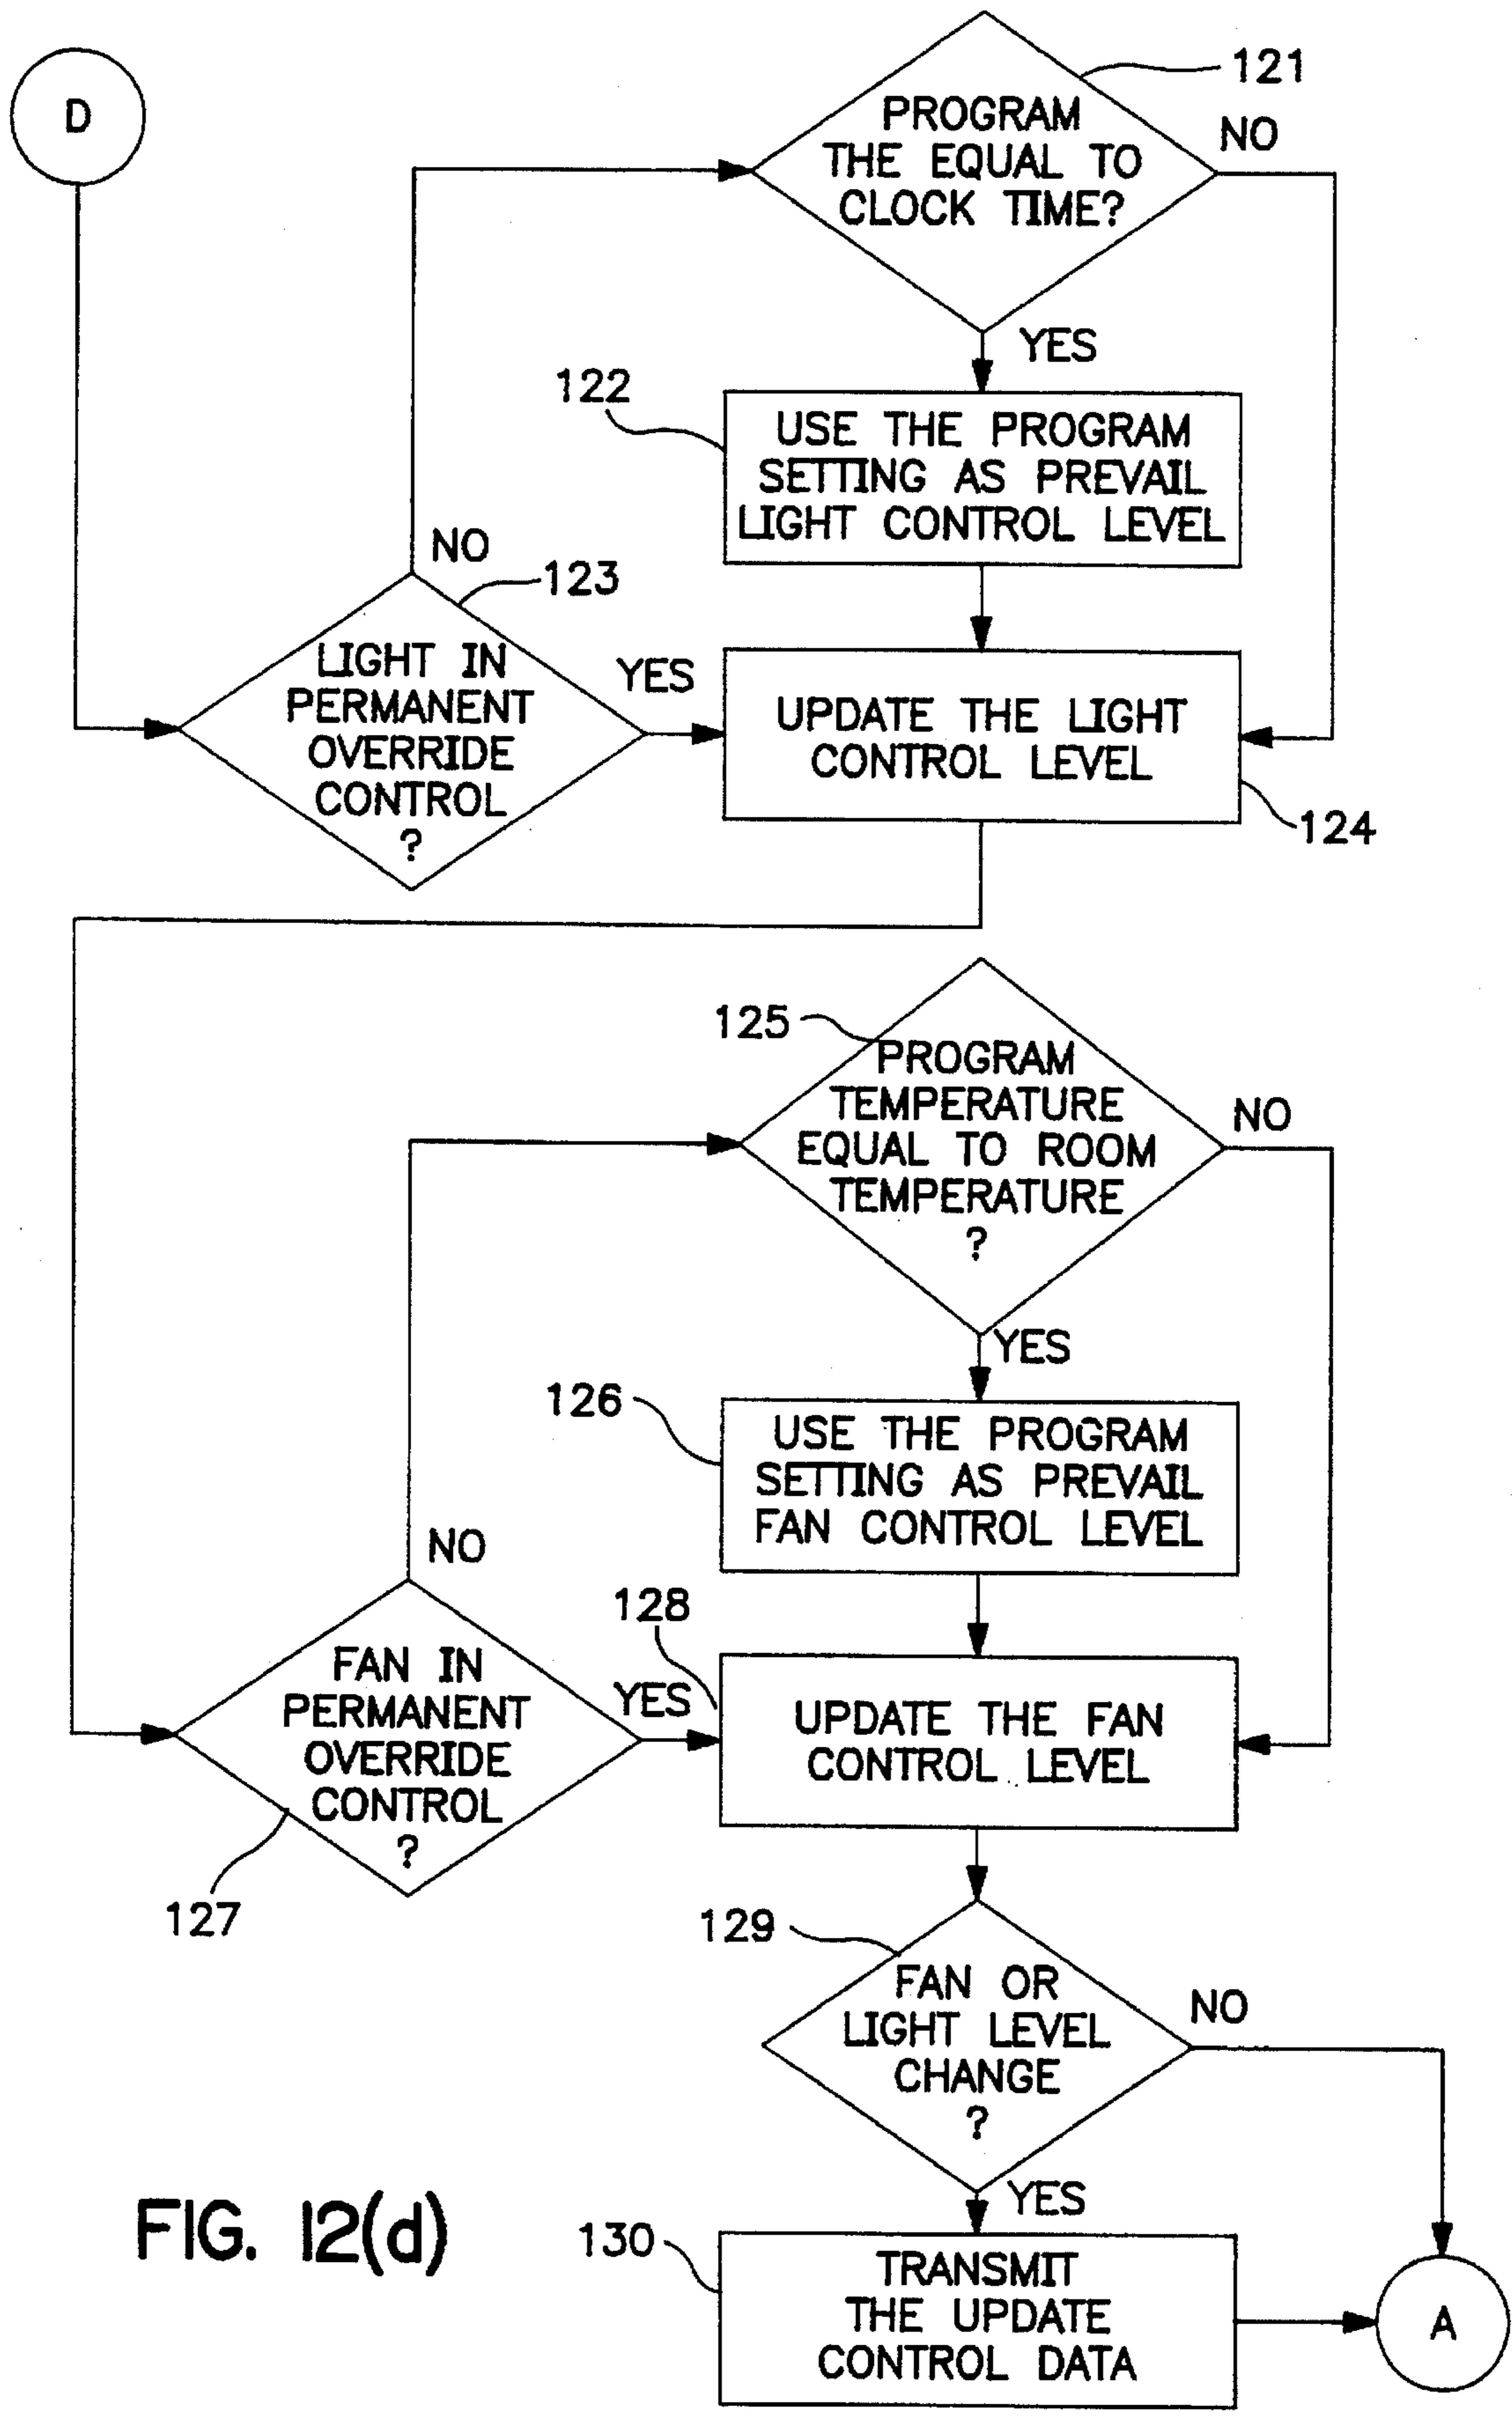 D
121
PROGRAM
THE EQUAL TO
CLOCK TIME?
NO
YES
122
USE THE PROGRAM
SETTING AS PREVAIL
LIGHT CONTROL LEVEL
NO
123
LIGHT IN
PERMANENT
OVERRIDE
CONTROL
?
YES
UPDATE THE LIGHT
CONTROL LEVEL
124
125
PROGRAM
TEMPERATURE
EQUAL TO ROOM
TEMPERATURE
?
NO
YES
126
USE THE PROGRAM
SETTING AS PREVAIL
FAN CONTROL LEVEL
NO
128
FAN IN
PERMANENT
OVERRIDE
CONTROL
?
YES
127
UPDATE THE FAN
CONTROL LEVEL
129
FAN OR
LIGHT LEVEL
CHANGE
?
NO
YES
130
TRANSMIT
THE UPDATE
CONTROL DATA
A
FIG. 12(d)